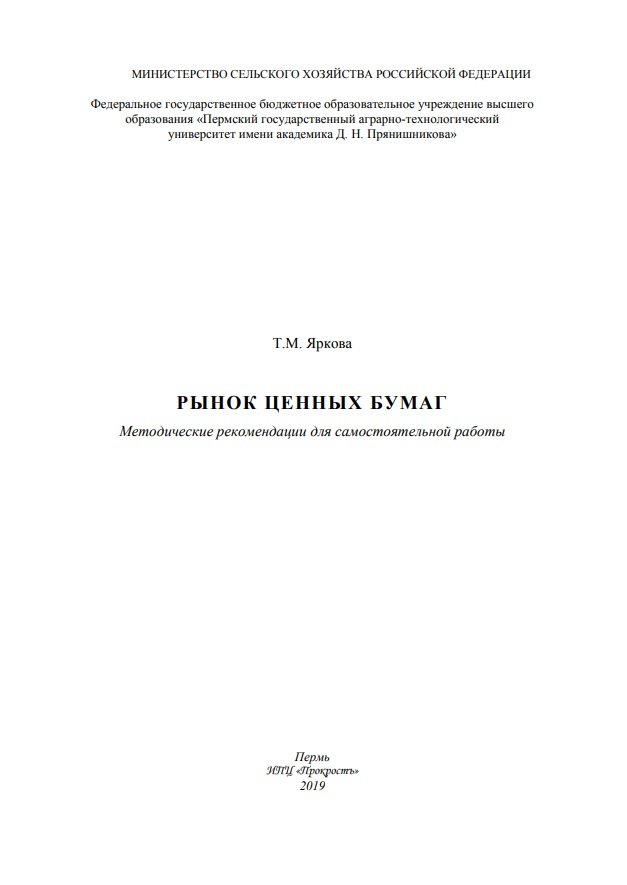 МИНИСТЕРСТВО СЕЛЬСКОГО ХОЗЯЙСТВА РОССИЙСКОЙ ФЕДЕРАЦИИ
Федеральное государственное бюджетное образовательное учреждение высшего
образования «Пермский государственный аграрно-технологический
университет имени академика Д. Н. Прянишникова»
Т.М. Яркова
РЫНОК ЦЕННЫХ БУМАГ
Методические рекомендации для самостоятельной работы
Пермь
ИПЦ «Прокростъ»
2019